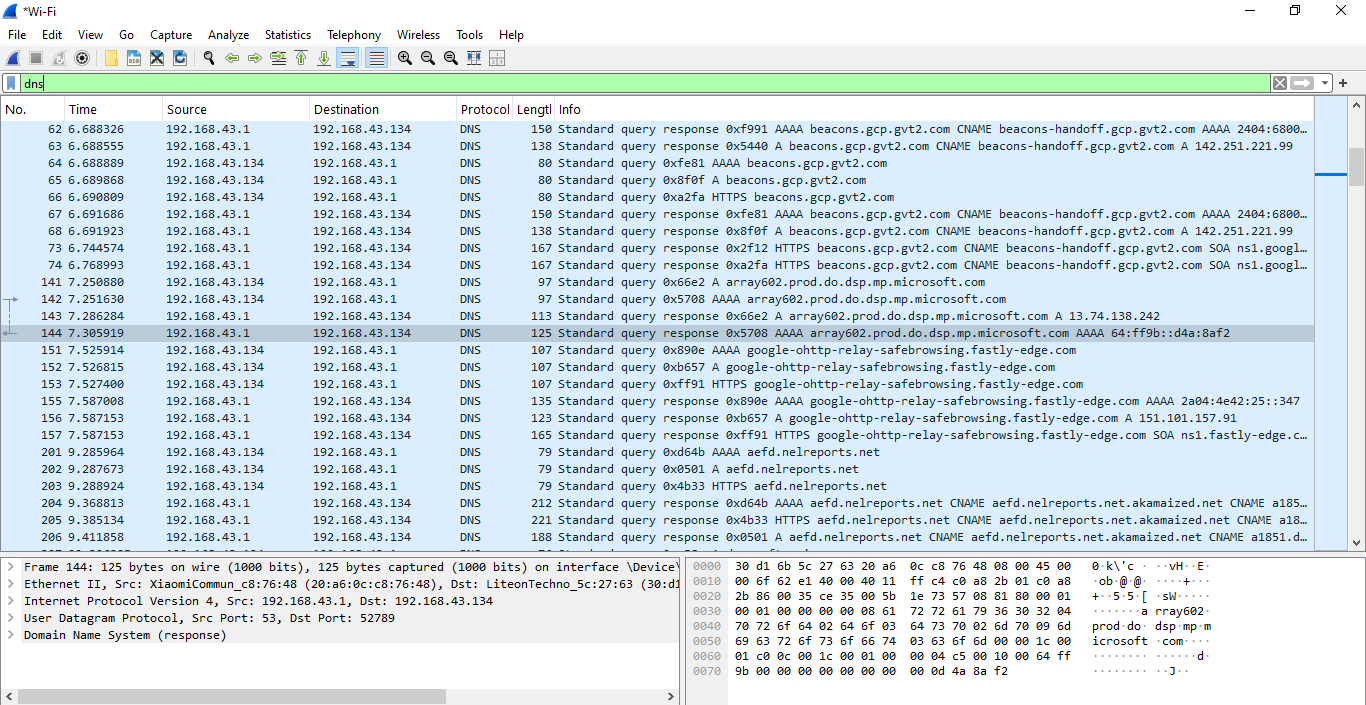 *Wi-Fi
File Edit View Go Capture Analyze Statistics Telephony Wireless Tools Help
dns
No. Time Source Destination Protocol Lengtl Info
62 6.688326 192.168.43.1 192.168.43.134 DNS 150 Standard query response 0xf991 AAAA beacons.gcp.gvt2.com CNAME beacons-handoff.gcp.gvt2.com AAAA 2404:6800…
63 6.688555 192.168.43.1 192.168.43.134 DNS 138 Standard query response 0x5440 A beacons.gcp.gvt2.com CNAME beacons-handoff.gcp.gvt2.com A 142.251.221.99
64 6.688889 192.168.43.134 192.168.43.1 DNS 80 Standard query 0xfe81 AAAA beacons.gcp.gvt2.com
65 6.689868 192.168.43.134 192.168.43.1 DNS 80 Standard query 0x8f0f A beacons.gcp.gvt2.com
66 6.690809 192.168.43.134 192.168.43.1 DNS 80 Standard query 0xa2fa HTTPS beacons.gcp.gvt2.com
67 6.691686 192.168.43.1 192.168.43.134 DNS 150 Standard query response 0xfe81 AAAA beacons.gcp.gvt2.com CNAME beacons-handoff.gcp.gvt2.com AAAA 2404:6800…
68 6.691923 192.168.43.1 192.168.43.134 DNS 138 Standard query response 0x8f0f A beacons.gcp.gvt2.com CNAME beacons-handoff.gcp.gvt2.com A 142.251.221.99
73 6.744574 192.168.43.1 192.168.43.134 DNS 167 Standard query response 0x2f12 HTTPS beacons.gcp.gvt2.com CNAME beacons-handoff.gcp.gvt2.com SOA ns1.googl…
74 6.768993 192.168.43.1 192.168.43.134 DNS 167 Standard query response 0xa2fa HTTPS beacons.gcp.gvt2.com CNAME beacons-handoff.gcp.gvt2.com SOA ns1.googl…
141 7.250880 192.168.43.134 192.168.43.1 DNS 97 Standard query 0x66e2 A array602.prod.do.dsp.mp.microsoft.com
142 7.251630 192.168.43.134 192.168.43.1 DNS 97 Standard query 0x5708 AAAA array602.prod.do.dsp.mp.microsoft.com
143 7.286284 192.168.43.1 192.168.43.134 DNS 113 Standard query response 0x66e2 A array602.prod.do.dsp.mp.microsoft.com A 13.74.138.242
144 7.305919 192.168.43.1 192.168.43.134 DNS 125 Standard query response 0x5708 AAAA array602.prod.do.dsp.mp.microsoft.com AAAA 64:ff9b::d4a:8af2
151 7.525914 192.168.43.134 192.168.43.1 DNS 107 Standard query 0x890e AAAA google-ohttp-relay-safebrowsing.fastly-edge.com
152 7.526815 192.168.43.134 192.168.43.1 DNS 107 Standard query 0xb657 A google-ohttp-relay-safebrowsing.fastly-edge.com
153 7.527400 192.168.43.134 192.168.43.1 DNS 107 Standard query 0xff91 HTTPS google-ohttp-relay-safebrowsing.fastly-edge.com
155 7.587008 192.168.43.1 192.168.43.134 DNS 135 Standard query response 0x890e AAAA google-ohttp-relay-safebrowsing.fastly-edge.com AAAA 2a04:4e42:25::347
156 7.587153 192.168.43.1 192.168.43.134 DNS 123 Standard query response 0xb657 A google-ohttp-relay-safebrowsing.fastly-edge.com A 151.101.157.91
157 7.587153 192.168.43.1 192.168.43.134 DNS 165 Standard query response 0xff91 HTTPS google-ohttp-relay-safebrowsing.fastly-edge.com SOA ns1.fastly-edge.c…
201 9.285964 192.168.43.134 192.168.43.1 DNS 79 Standard query 0xd64b AAAA aefd.nelreports.net
202 9.287673 192.168.43.134 192.168.43.1 DNS 79 Standard query 0x0501 A aefd.nelreports.net
203 9.288924 192.168.43.134 192.168.43.1 DNS 79 Standard query 0x4b33 HTTPS aefd.nelreports.net
204 9.368813 192.168.43.1 192.168.43.134 DNS 212 Standard query response 0xd64b AAAA aefd.nelreports.net CNAME aefd.nelreports.net.akamaized.net CNAME a185…
205 9.385134 192.168.43.1 192.168.43.134 DNS 221 Standard query response 0x4b33 HTTPS aefd.nelreports.net CNAME aefd.nelreports.net.akamaized.net CNAME a18…
206 9.411858 192.168.43.1 192.168.43.134 DNS 188 Standard query response 0x0501 A aefd.nelreports.net CNAME aefd.nelreports.net.akamaized.net CNAME a1851.d…
Frame 144: 125 bytes on wire (1000 bits), 125 bytes captured (1000 bits) on interface \Device\
Ethernet II, Src: XiaomiCommun_c8:76:48 (20:a6:0c:c8:76:48), Dst: LiteonTechno_5c:27:63 (30:d1
Internet Protocol Version 4, Src: 192.168.43.1, Dst: 192.168.43.134
User Datagram Protocol, Src Port: 53, Dst Port: 52789
Domain Name System (response)
0000 30 d1 6b 5c 27 63 20 a6 0c c8 76 48 08 00 45 00 0·k\'c · ··vH··E·
0010 00 6f 62 e1 40 00 40 11 ff c4 c0 a8 2b 01 c0 a8 ·ob·@·@· ····+···
0020 2b 86 00 35 ce 35 00 5b 1e 73 57 08 81 80 00 01 +··5·5·[ ·sW·····
0030 00 01 00 00 00 00 08 61 72 72 61 79 36 30 32 04 ·······a rray602·
0040 70 72 6f 64 02 64 6f 03 64 73 70 02 6d 70 09 6d prod·do· dsp·mp·m
0050 69 63 72 6f 73 6f 66 74 03 63 6f 6d 00 00 1c 00 icrosoft ·com····
0060 01 c0 0c 00 1c 00 01 00 00 04 c5 00 10 00 64 ff ········ ······d·
0070 9b 00 00 00 00 00 00 00 00 0d 4a 8a f2 ········ ··J··